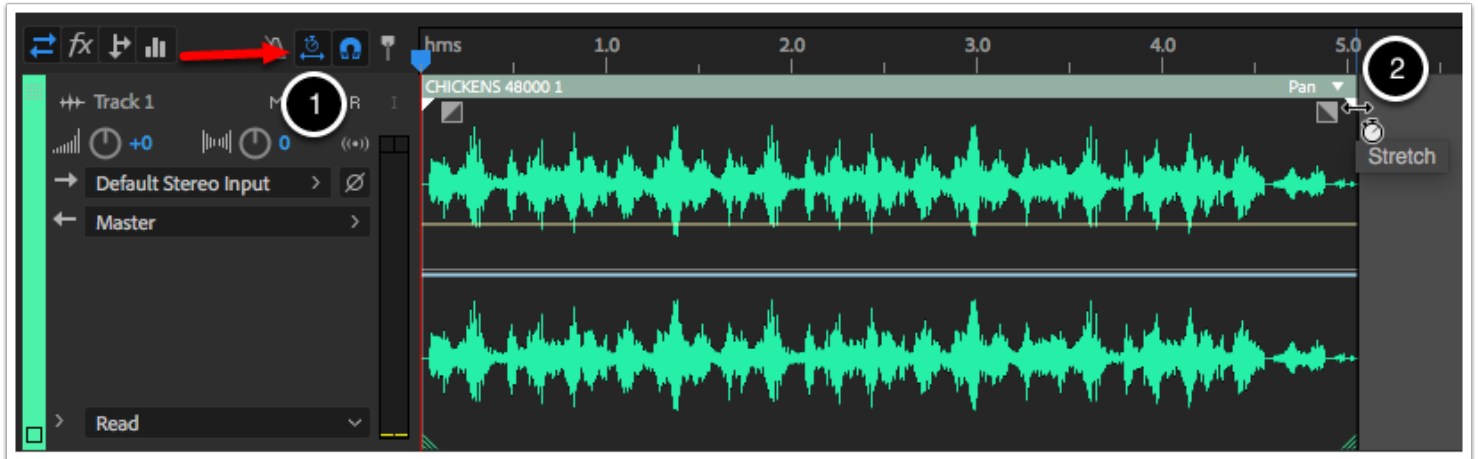 fx
hms 1.0 2.0 3.0 4.0 5.0
2
CHICKENS 48000 1 Pan
Track 1 M 1 R I
+0 0
Stretch
Default Stereo Input
Master
Read